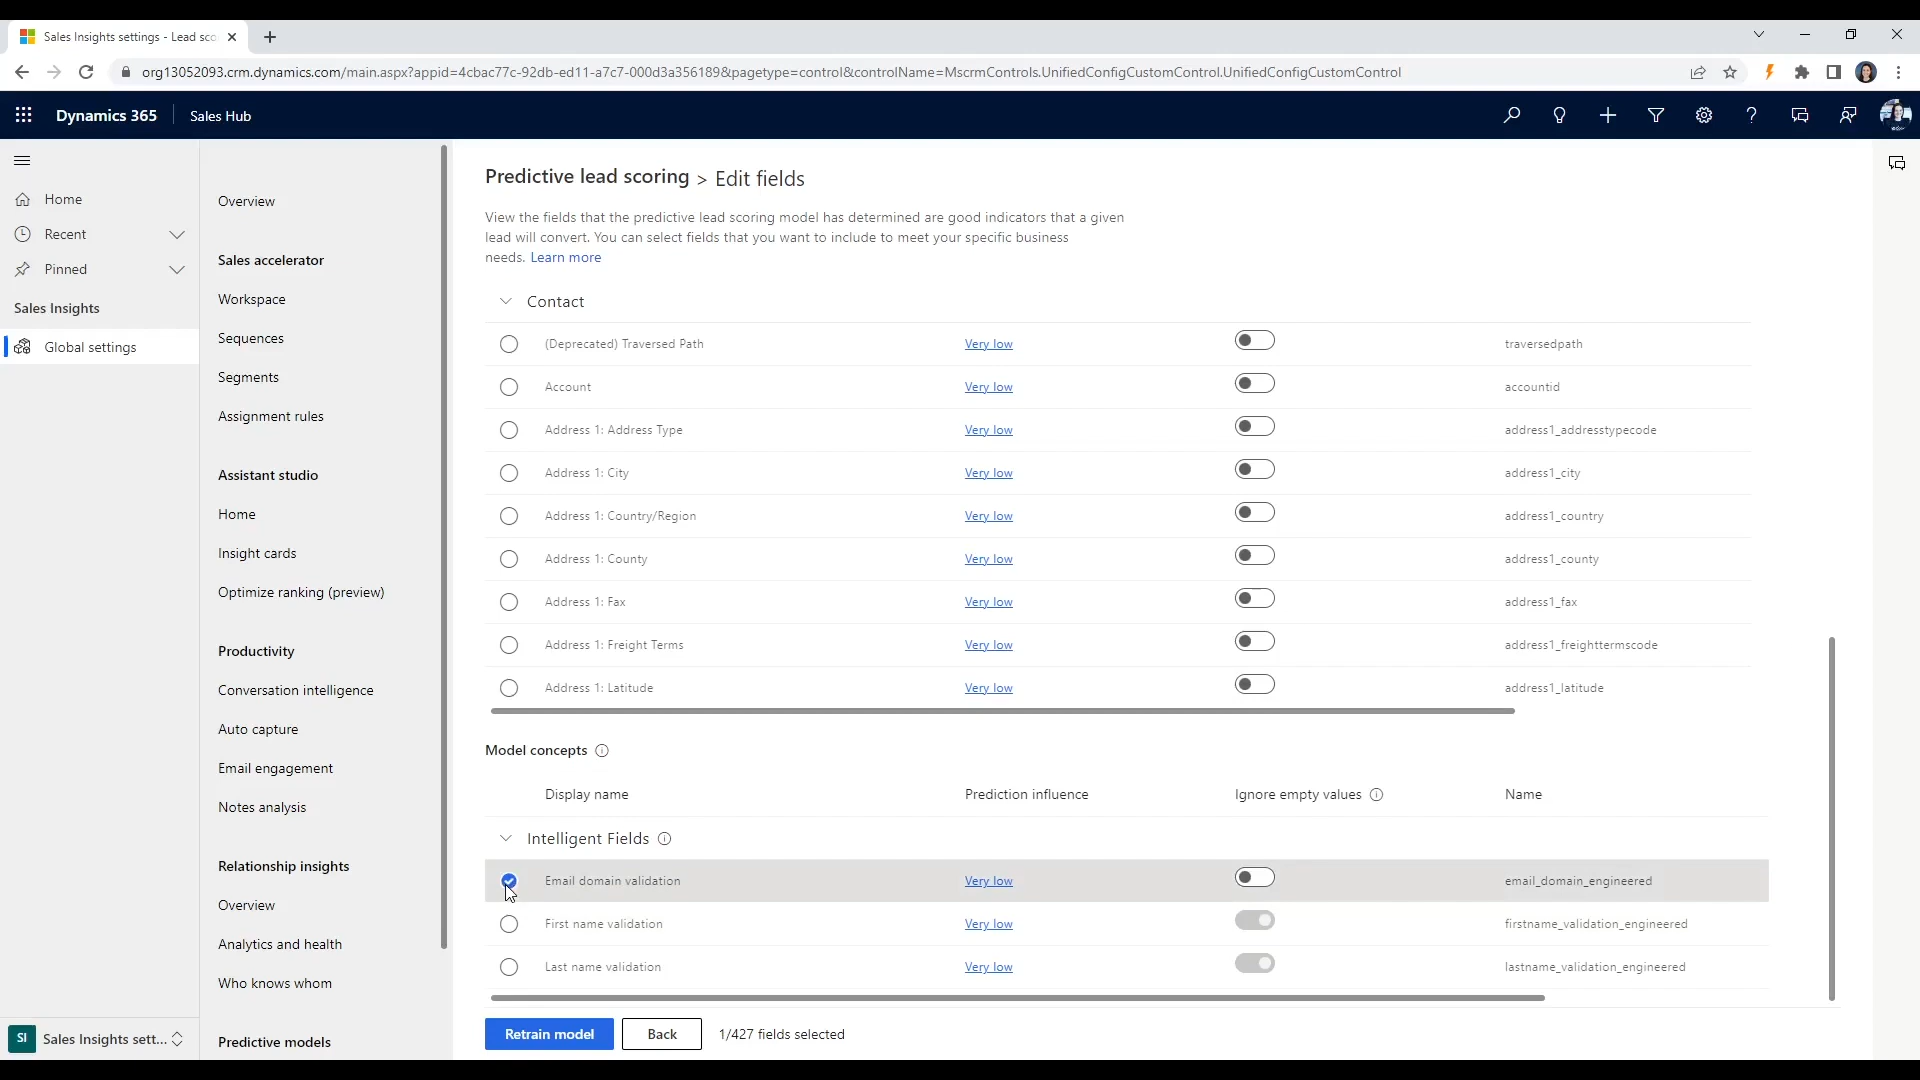 Sales Insights settings - Lead sco
org13052093.crm.dynamics.com/main.aspx?appid=4cbac77c-92db-ed11-a7c7-000d3a356189&pagetype=control&controlName=MscrmControls.UnifiedConfigCustomControl.UnifiedConfigCustomControl
Dynamics 365 Sales Hub
Home
Recent
Pinned
Sales Insights
Global settings
SI Sales Insights sett...
Overview
Sales accelerator
Workspace
Sequences
Segments
Assignment rules
Assistant studio
Home
Insight cards
Optimize ranking (preview)
Productivity
Conversation intelligence
Auto capture
Email engagement
Notes analysis
Relationship insights
Overview
Analytics and health
Who knows whom
Predictive models
Predictive lead scoring > Edit fields
View the fields that the predictive lead scoring model has determined are good indicators that a given
lead will convert. You can select fields that you want to include to meet your specific business
needs. Learn more
Contact
(Deprecated) Traversed Path Very low traversedpath
Account Very low accountid
Address 1: Address Type Very low address1_addresstypecode
Address 1: City Very low address1_city
Address 1: Country/Region Very low address1_country
Address 1: County Very low address1_county
Address 1: Fax Very low address1_fax
Address 1: Freight Terms Very low address1_freighttermscode
Address 1: Latitude Very low address1_latitude
Model concepts
Display name Prediction influence Ignore empty values Name
Intelligent Fields
Email domain validation Very low email_domain_engineered
First name validation Very low firstname_validation_engineered
Last name validation Very low lastname_validation_engineered
Retrain model Back 1/427 fields selected